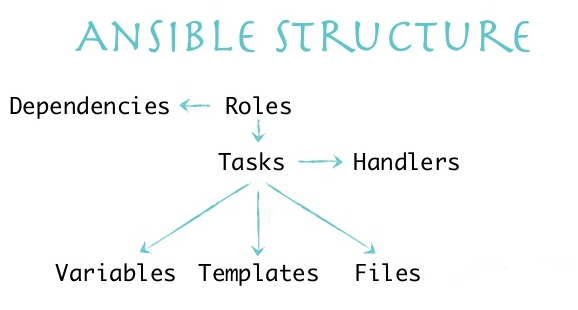 ANSIBLE STRUCTURE
Dependencies Roles
Tasks Handlers
Variables Templates Files